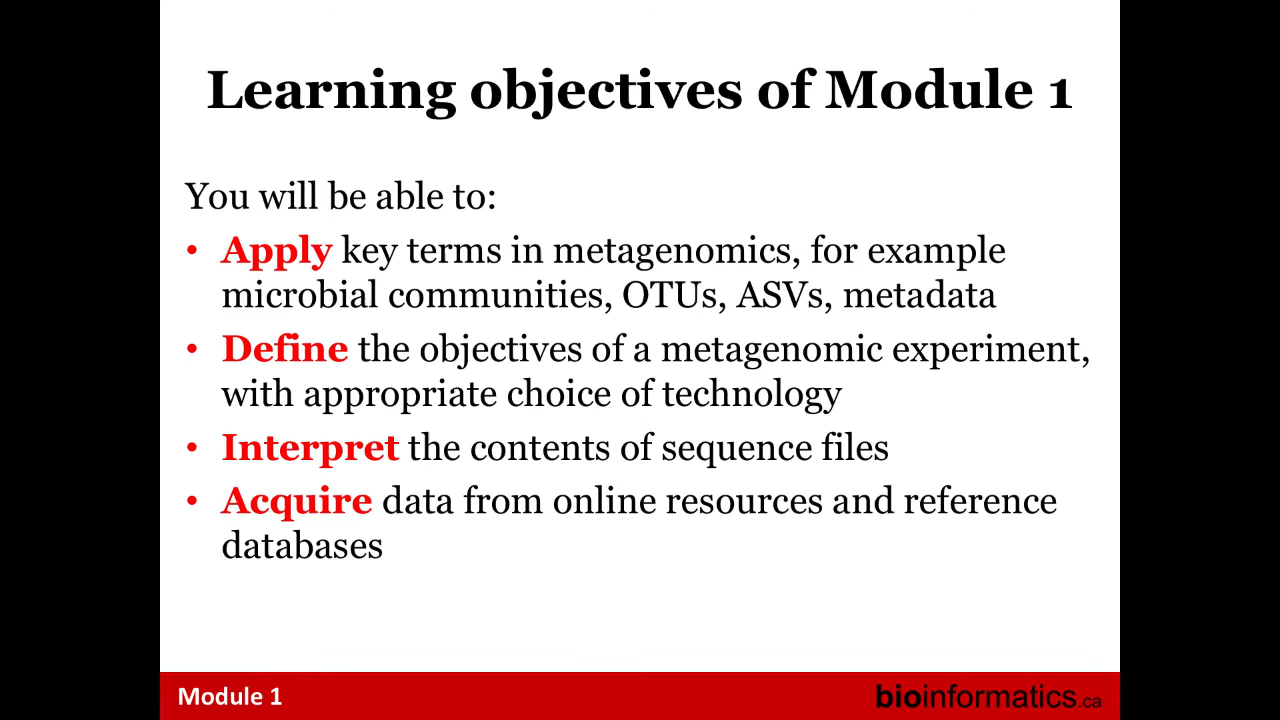 Learning objectives of Module 1
You will be able to:
• Apply key terms in metagenomics, for example
microbial communities, OTUs, ASVs, metadata
• Define the objectives of a metagenomic experiment,
with appropriate choice of technology
• Interpret the contents of sequence files
• Acquire data from online resources and reference
databases
Module 1
bioinformatics.ca